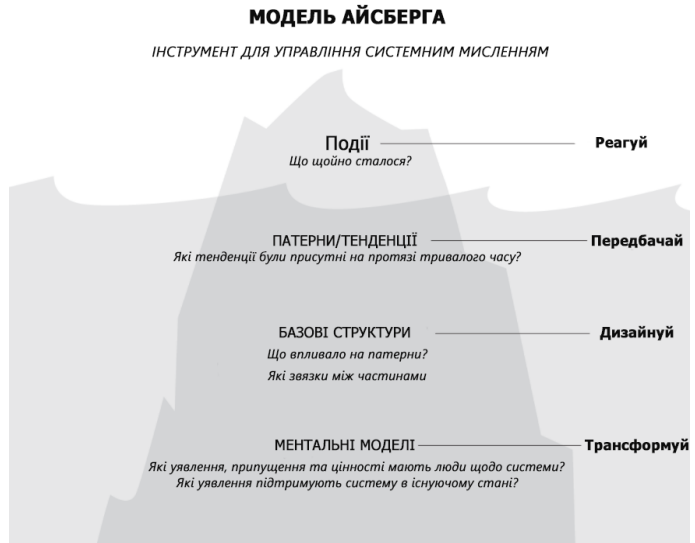 МОДЕЛЬ АЙСБЕРГА
ІНСТРУМЕНТ ДЛЯ УПРАВЛІННЯ СИСТЕМНИМ МИСЛЕННЯМ
Події Реагуй
Що щойно сталося?
ПАТЕРНИ/ТЕНДЕНЦІЇ Передбачай
Які тенденції були присутні на протязі тривалого часу?
БАЗОВІ СТРУКТУРИ Дизайнуй
Що впливало на патерни?
Які звязки між частинами
МЕНТАЛЬНІ МОДЕЛІ Трансформуй
Які уявлення, припущення та цінності мають люди щодо системи?
Які уявлення підтримують систему в існуючому стані?